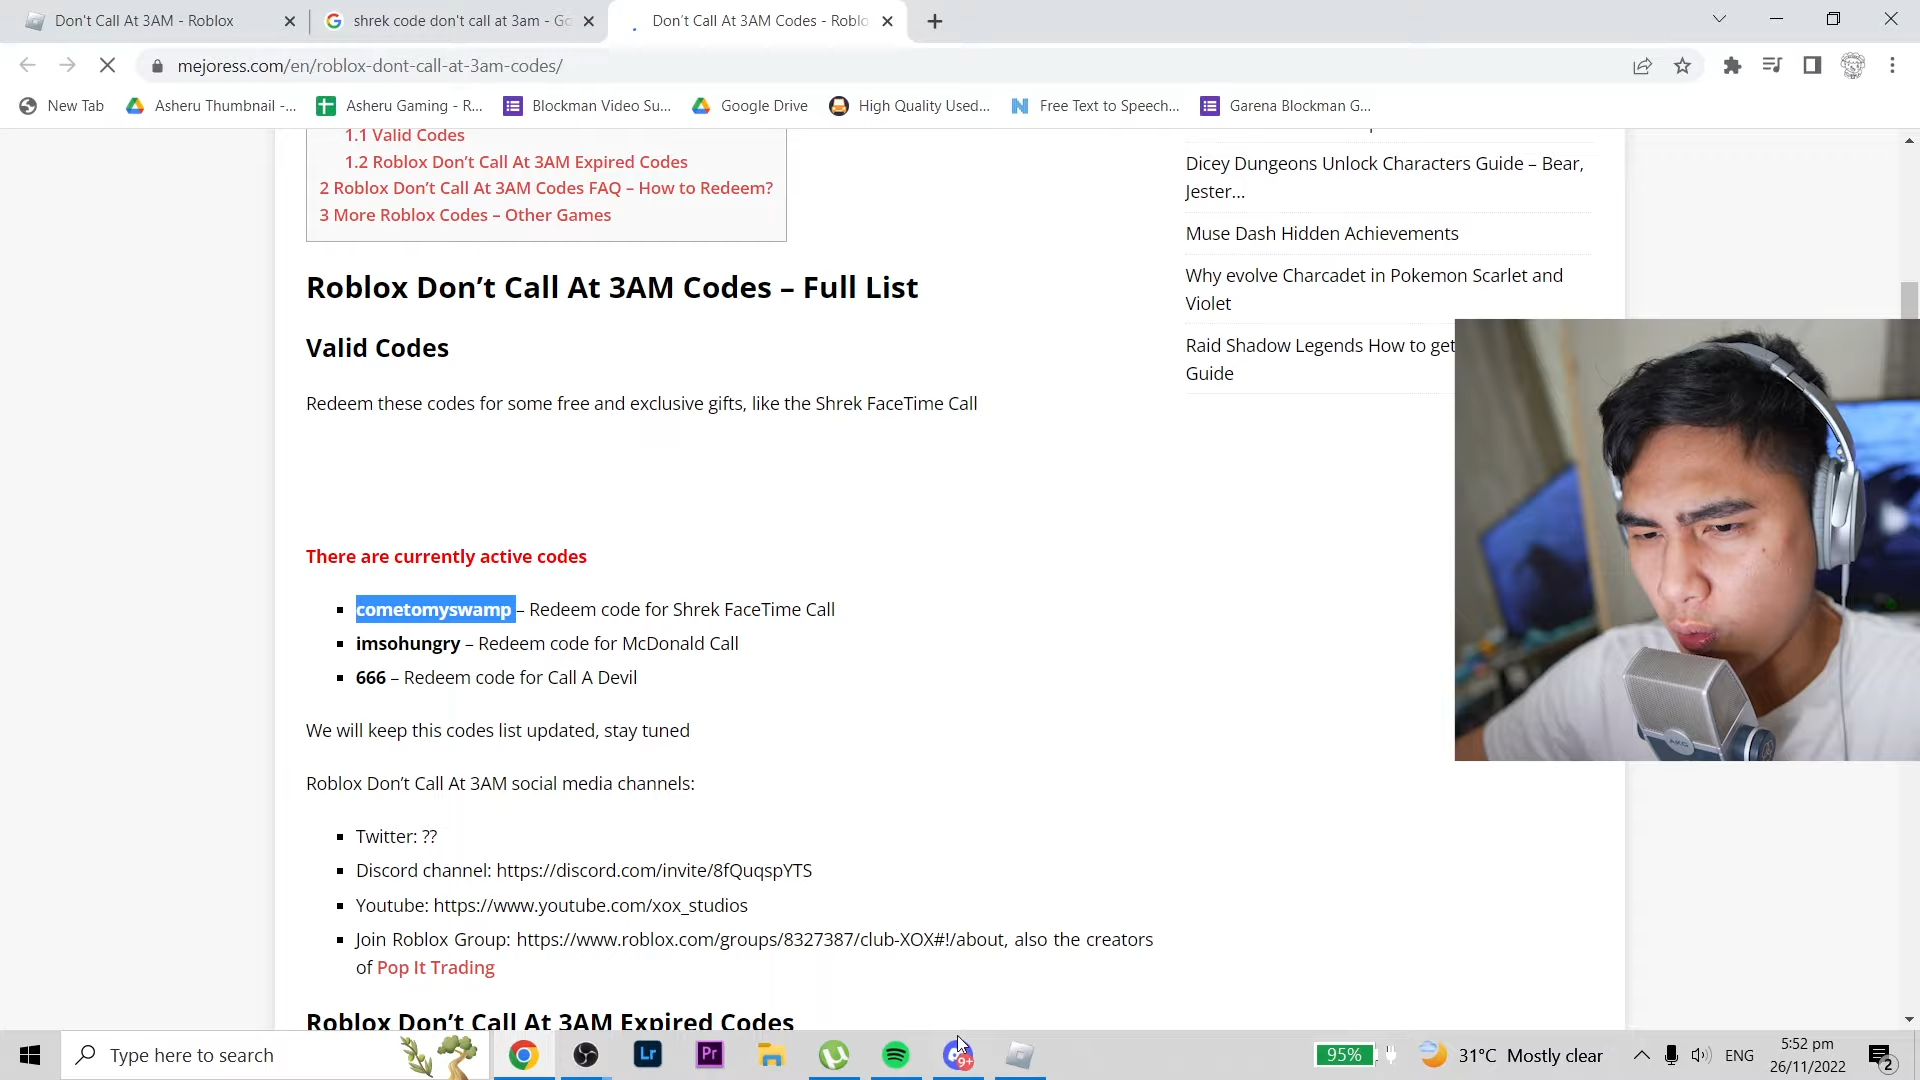 Don't Call At 3AM - Roblox
shrek code don't call at 3am - Go
Don't Call At 3AM Codes - Roblo
mejoress.com/en/roblox-dont-call-at-3am-codes/
New Tab
Asheru Thumbnail -...
Asheru Gaming - R...
Blockman Video Su...
Google Drive
High Quality Used...
Free Text to Speech...
Garena Blockman G...
1.1 Valid Codes
1.2 Roblox Don't Call At 3AM Expired Codes
2 Roblox Don't Call At 3AM Codes FAQ – How to Redeem?
3 More Roblox Codes – Other Games
Roblox Don't Call At 3AM Codes – Full List
Valid Codes
Redeem these codes for some free and exclusive gifts, like the Shrek FaceTime Call
There are currently active codes
cometomyswamp – Redeem code for Shrek FaceTime Call
imsohungry – Redeem code for McDonald Call
666 – Redeem code for Call A Devil
We will keep this codes list updated, stay tuned
Roblox Don't Call At 3AM social media channels:
Twitter: ??
Discord channel: https://discord.com/invite/8fQuqspYTS
Youtube: https://www.youtube.com/xox_studios
Join Roblox Group: https://www.roblox.com/groups/8327387/club-XOX#!/about, also the creators
of Pop It Trading
Roblox Don't Call At 3AM Expired Codes
Dicey Dungeons Unlock Characters Guide – Bear,
Jester...
Muse Dash Hidden Achievements
Why evolve Charcadet in Pokemon Scarlet and
Violet
Raid Shadow Legends How to get
Guide
AKG
Type here to search
Lr
Pr
9+
95%
31°C Mostly clear
ENG
5:52 pm
26/11/2022
2